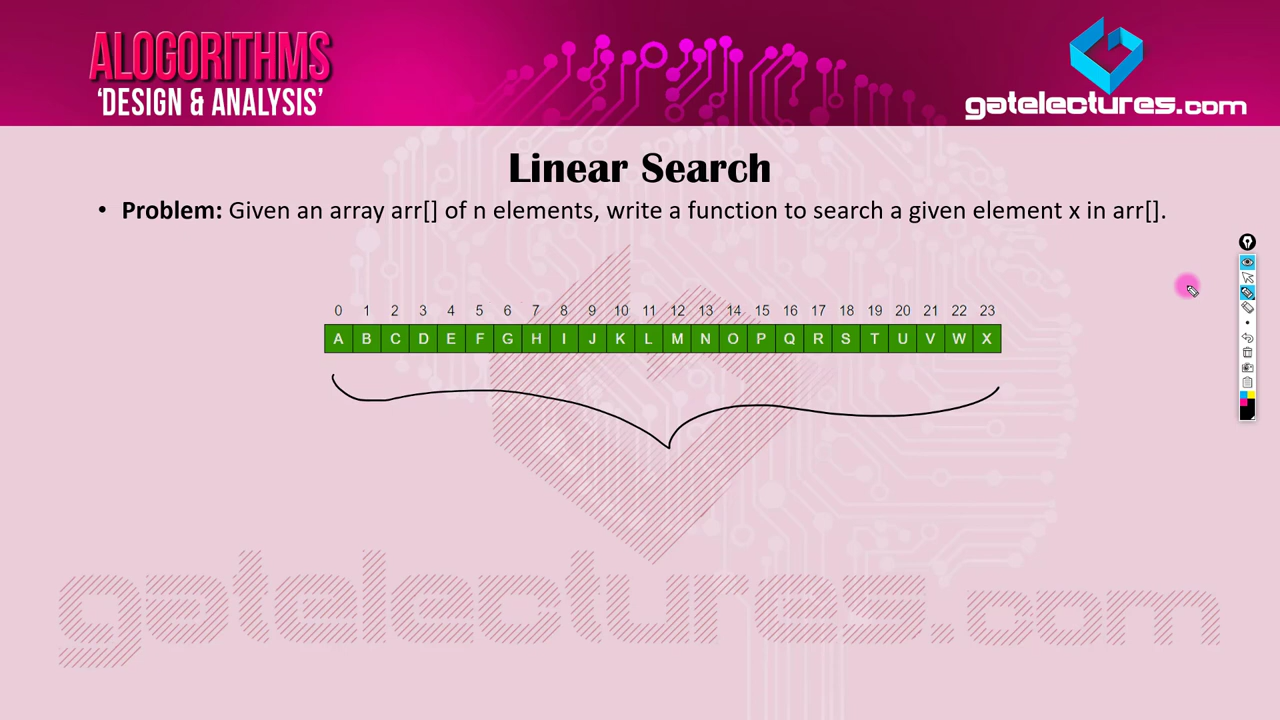 ALOGORITHMS
'DESIGN & ANALYSIS'
gatelectures.com
Linear Search
• Problem: Given an array arr[] of n elements, write a function to search a given element x in arr[].
0 1 2 3 4 5 6 7 8 9 10 11 12 13 14 15 16 17 18 19 20 21 22 23
A B C D E F G H I J K L M N O P Q R S T U V W X
gatelectures.com